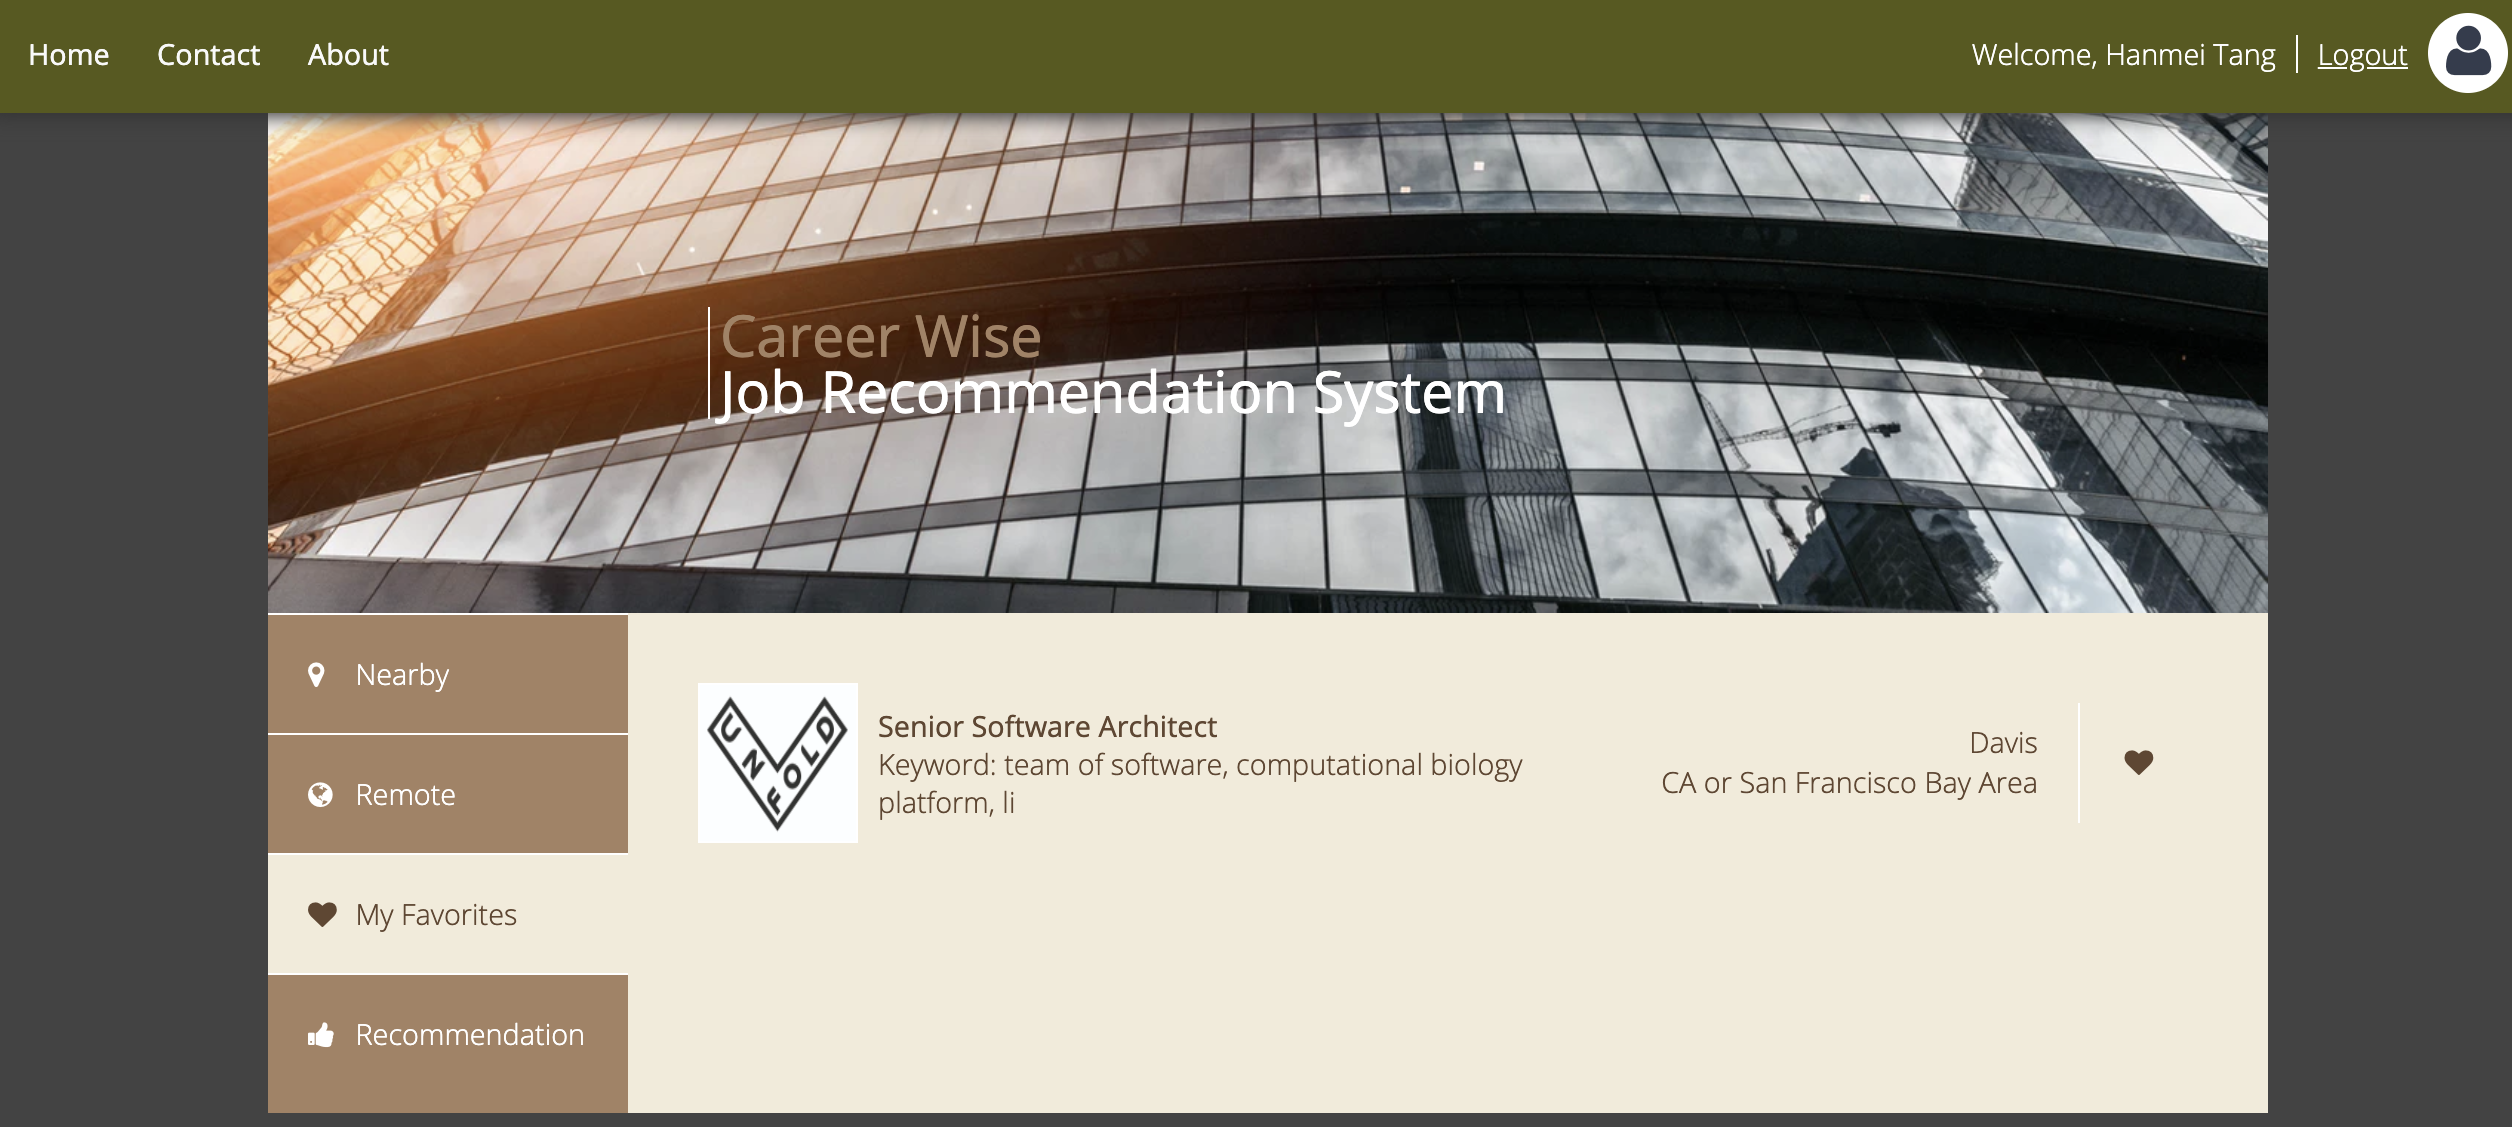 Home Contact About Welcome, Hanmei Tang Logout
Career Wise
Job Recommendation System
Nearby
Remote
My Favorites
Recommendation
UNFOLD
Senior Software Architect
Keyword: team of software, computational biology
platform, li
Davis
CA or San Francisco Bay Area